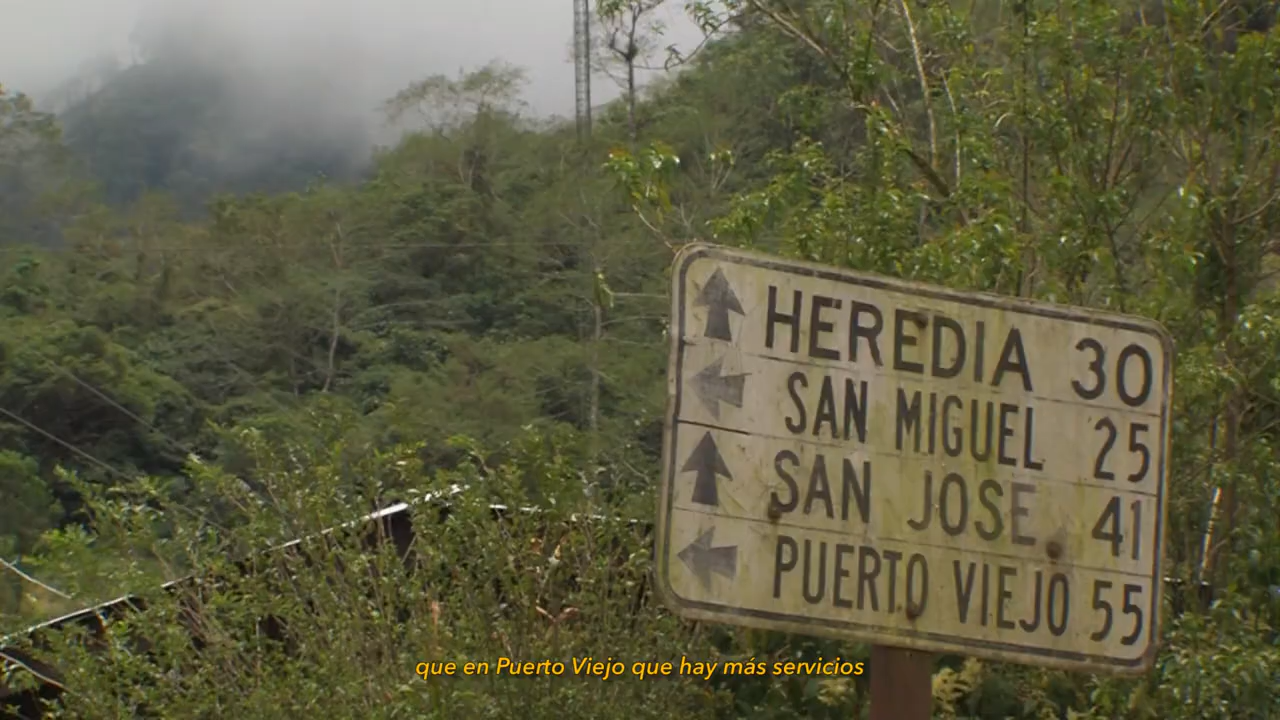 HEREDIA 30
SAN MIGUEL 25
SAN JOSE 41
PUERTO VIEJO 55
que en Puerto Viejo que hay más servicios